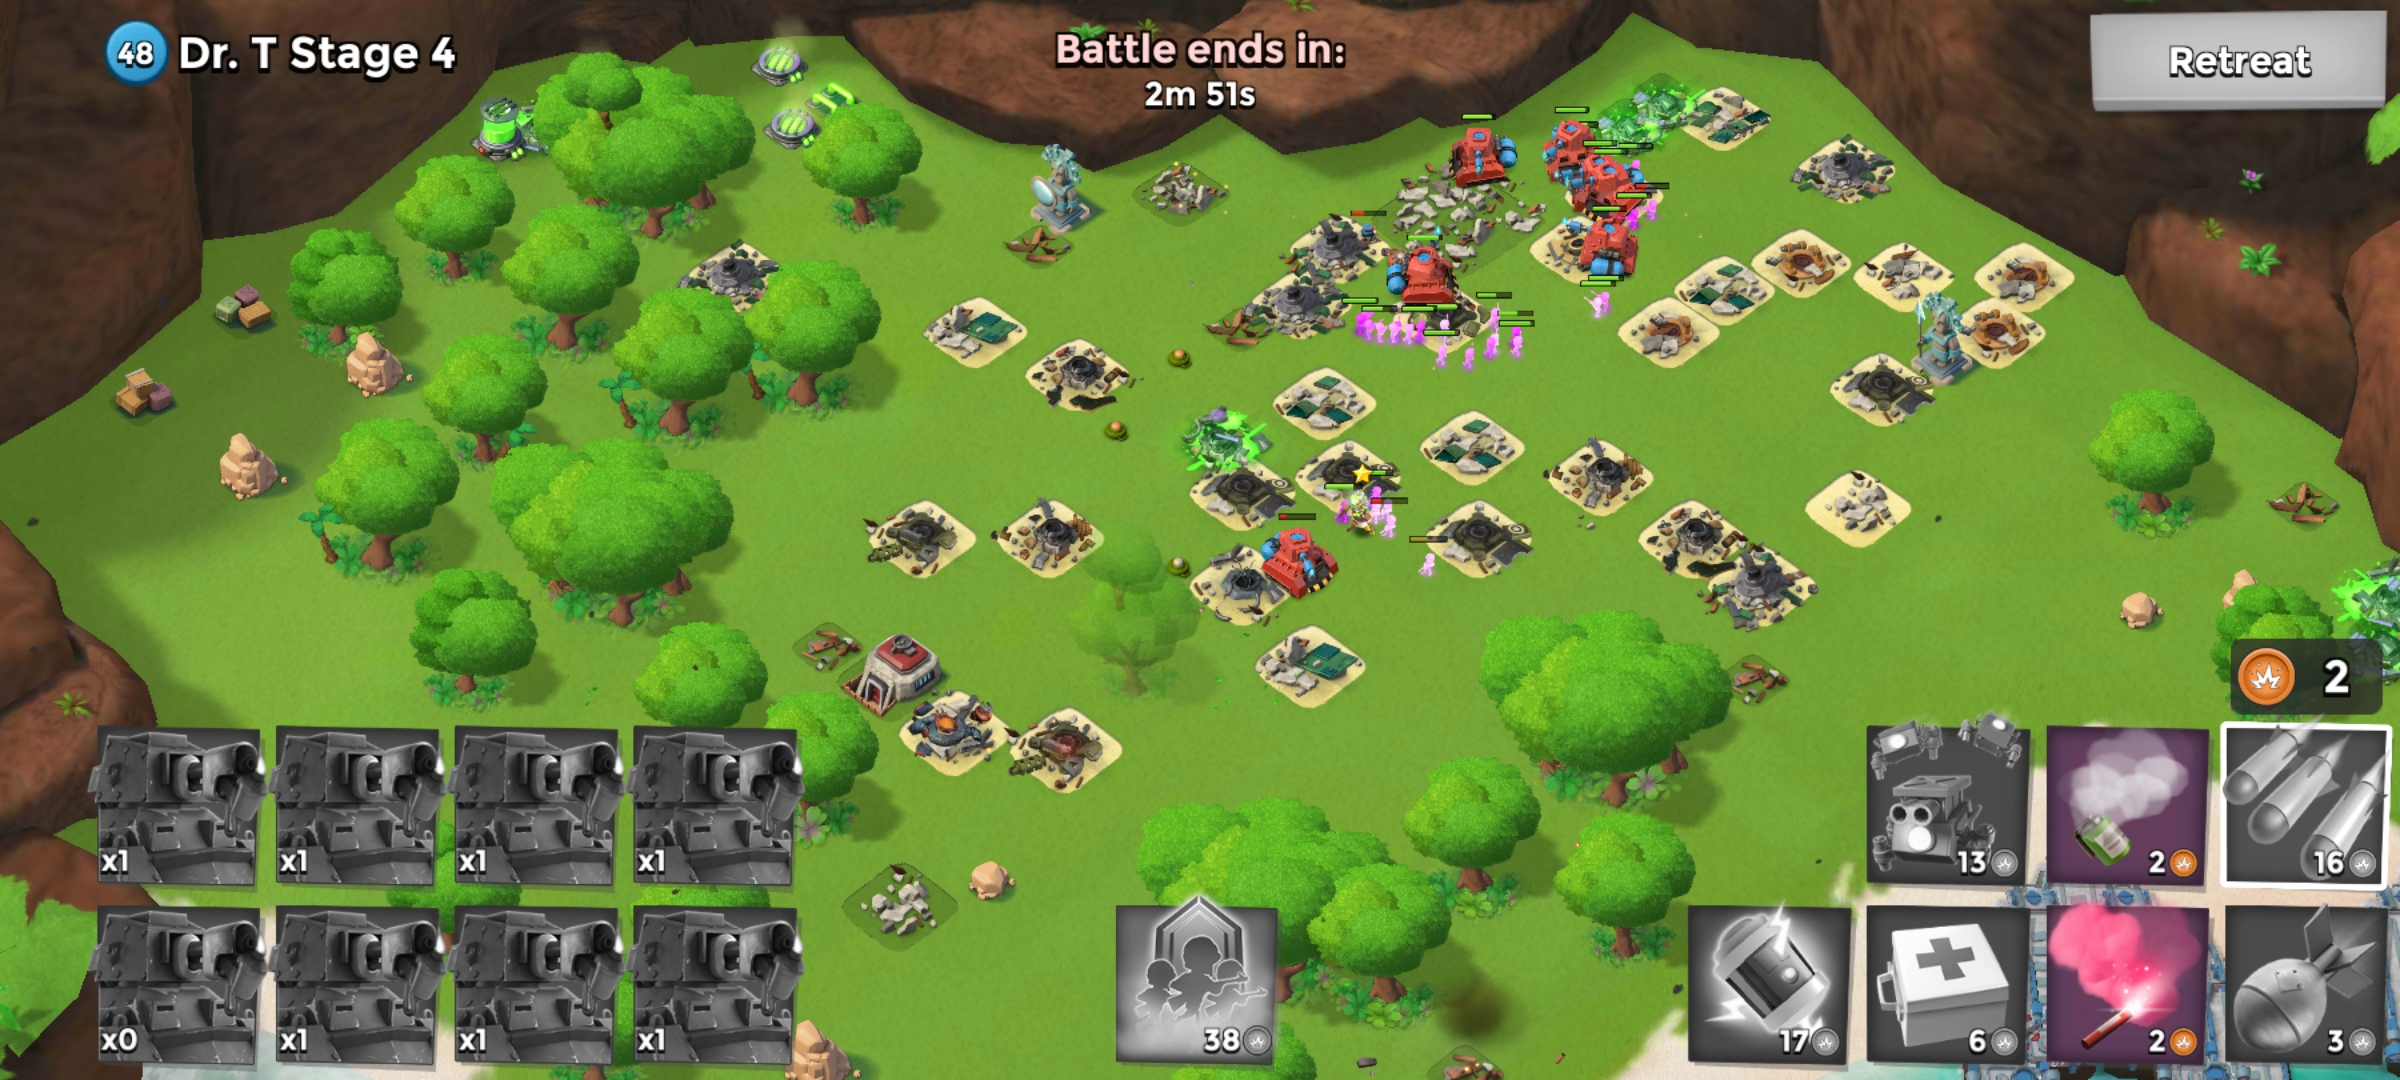 48 Dr. T Stage 4
Battle ends in:
2m 51s
Retreat
2
x1
x1
x1
x1
13
2
16
x0
x1
x1
x1
38
17
6
2
3